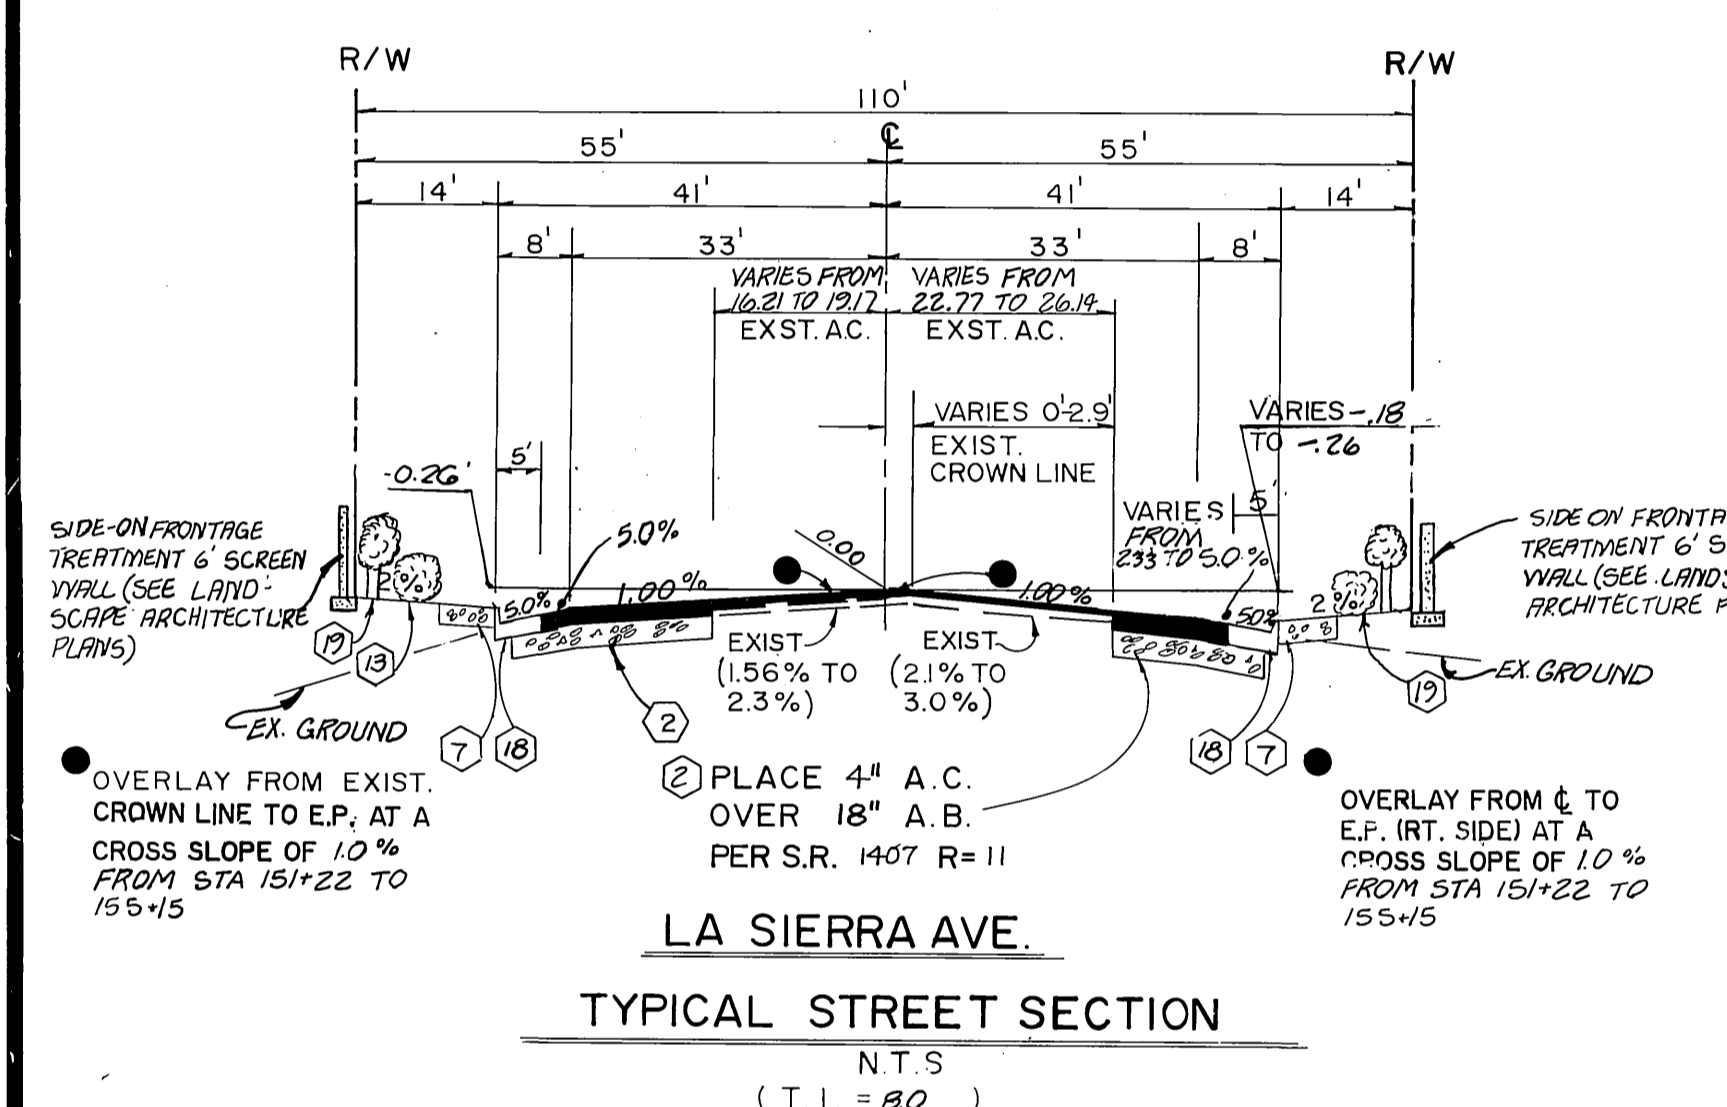 R/W
R/W
110'
℄
55'
55'
14'
41'
41'
14'
8'
33'
33'
8'
VARIES FROM
16.21 TO 19.17
EXST. A.C.
VARIES FROM
22.77 TO 26.14
EXST. A.C.
VARIES 0'-2.9'
EXIST.
CROWN LINE
VARIES -.18
TO -.26
5'
-0.26'
5.0%
0.00
VARIES
FROM
2.33 TO 5.0 %
5'
SIDE-ON FRONTAGE
TREATMENT 6' SCREEN
WALL (SEE LAND-
SCAPE ARCHITECTURE
PLANS)
SIDE ON FRONTA
TREATMENT 6' S
WALL (SEE LAND
ARCHITECTURE P
2%
5.0%
1.00%
1.00%
5.0%
2%
19
13
EXIST
(1.56% TO
2.3%)
EXIST
(2.1% TO
3.0%)
EX. GROUND
19
EX. GROUND
7
18
2
18
7
OVERLAY FROM EXIST.
CROWN LINE TO E.P. AT A
CROSS SLOPE OF 1.0 %
FROM STA 151+22 TO
155+15
2 PLACE 4" A.C.
OVER 18" A.B.
PER S.R. 1407 R= 11
OVERLAY FROM ℄ TO
E.P. (RT. SIDE) AT A
CROSS SLOPE OF 1.0 %
FROM STA 151+22 TO
155+15
LA SIERRA AVE.
TYPICAL STREET SECTION
N.T.S
( T.I. = 8.0 )